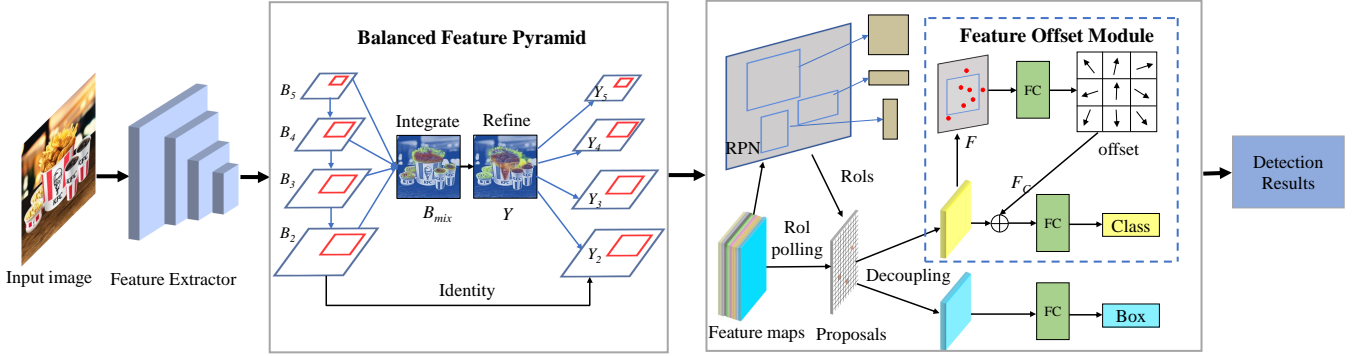 Balanced Feature Pyramid
Feature Offset Module
B5
B4
B3
B2
Integrate
Refine
Bmix
Y
Y5
Y4
Y3
Y2
Identity
Input image
Feature Extractor
RPN
RoIs
RoI
polling
Feature maps
Proposals
Decoupling
F
FC
offset
FC
FC
Class
FC
Box
Detection
Results
KFC